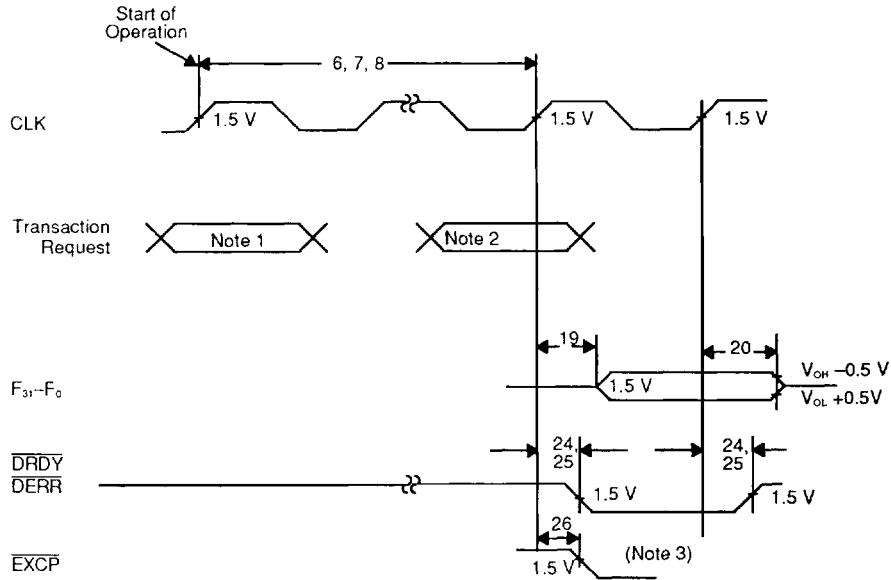 Start of
Operation
6, 7, 8
CLK
1.5 V
1.5 V
1.5 V
Transaction
Request
Note 1
Note 2
19
20
F₃₁–F₀
1.5 V
V_OH –0.5 V
V_OL +0.5V
DRDY
DERR
24,
25
24,
25
1.5 V
1.5 V
26
EXCP
1.5 V
(Note 3)